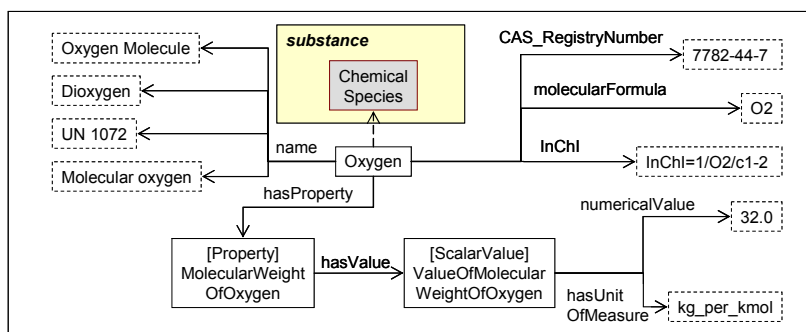 Oxygen Molecule
Dioxygen
UN 1072
Molecular oxygen
substance
Chemical
Species
CAS_RegistryNumber
7782-44-7
molecularFormula
O2
InChI
InChI=1/O2/c1-2
name
Oxygen
hasProperty
[Property]
MolecularWeight
OfOxygen
hasValue
[ScalarValue]
ValueOfMolecular
WeightOfOxygen
numericalValue
32.0
hasUnit
OfMeasure
kg_per_kmol